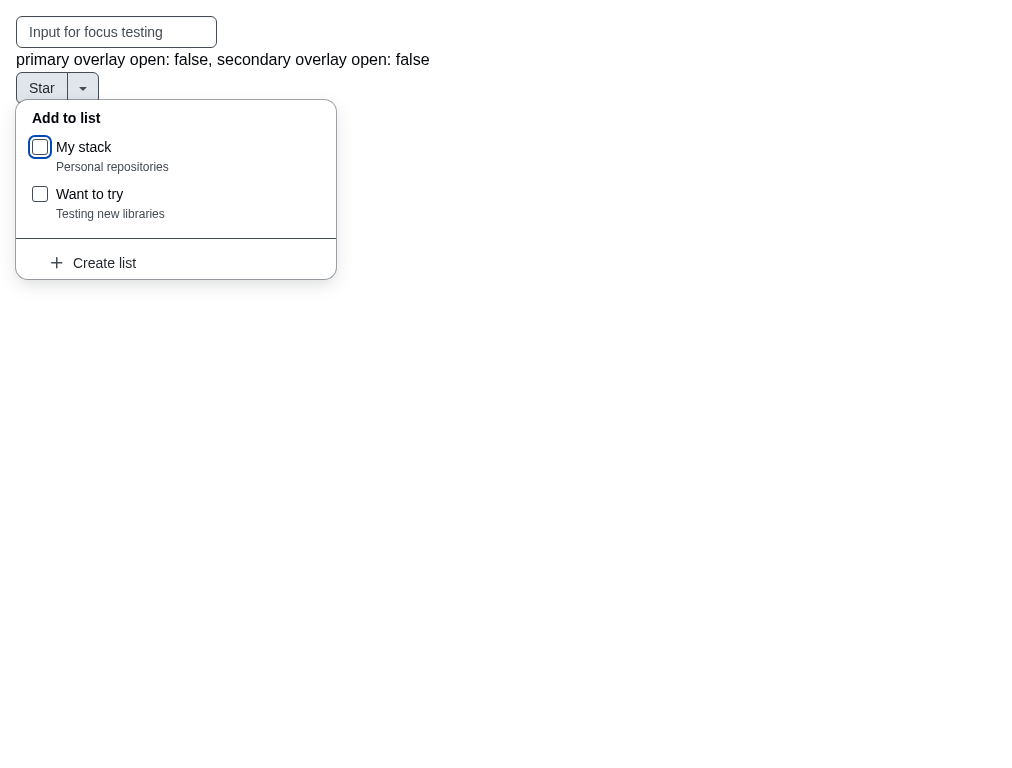 Input for focus testing
primary overlay open: false, secondary overlay open: false
Star
Add to list
My stack
Personal repositories
Want to try
Testing new libraries
Create list